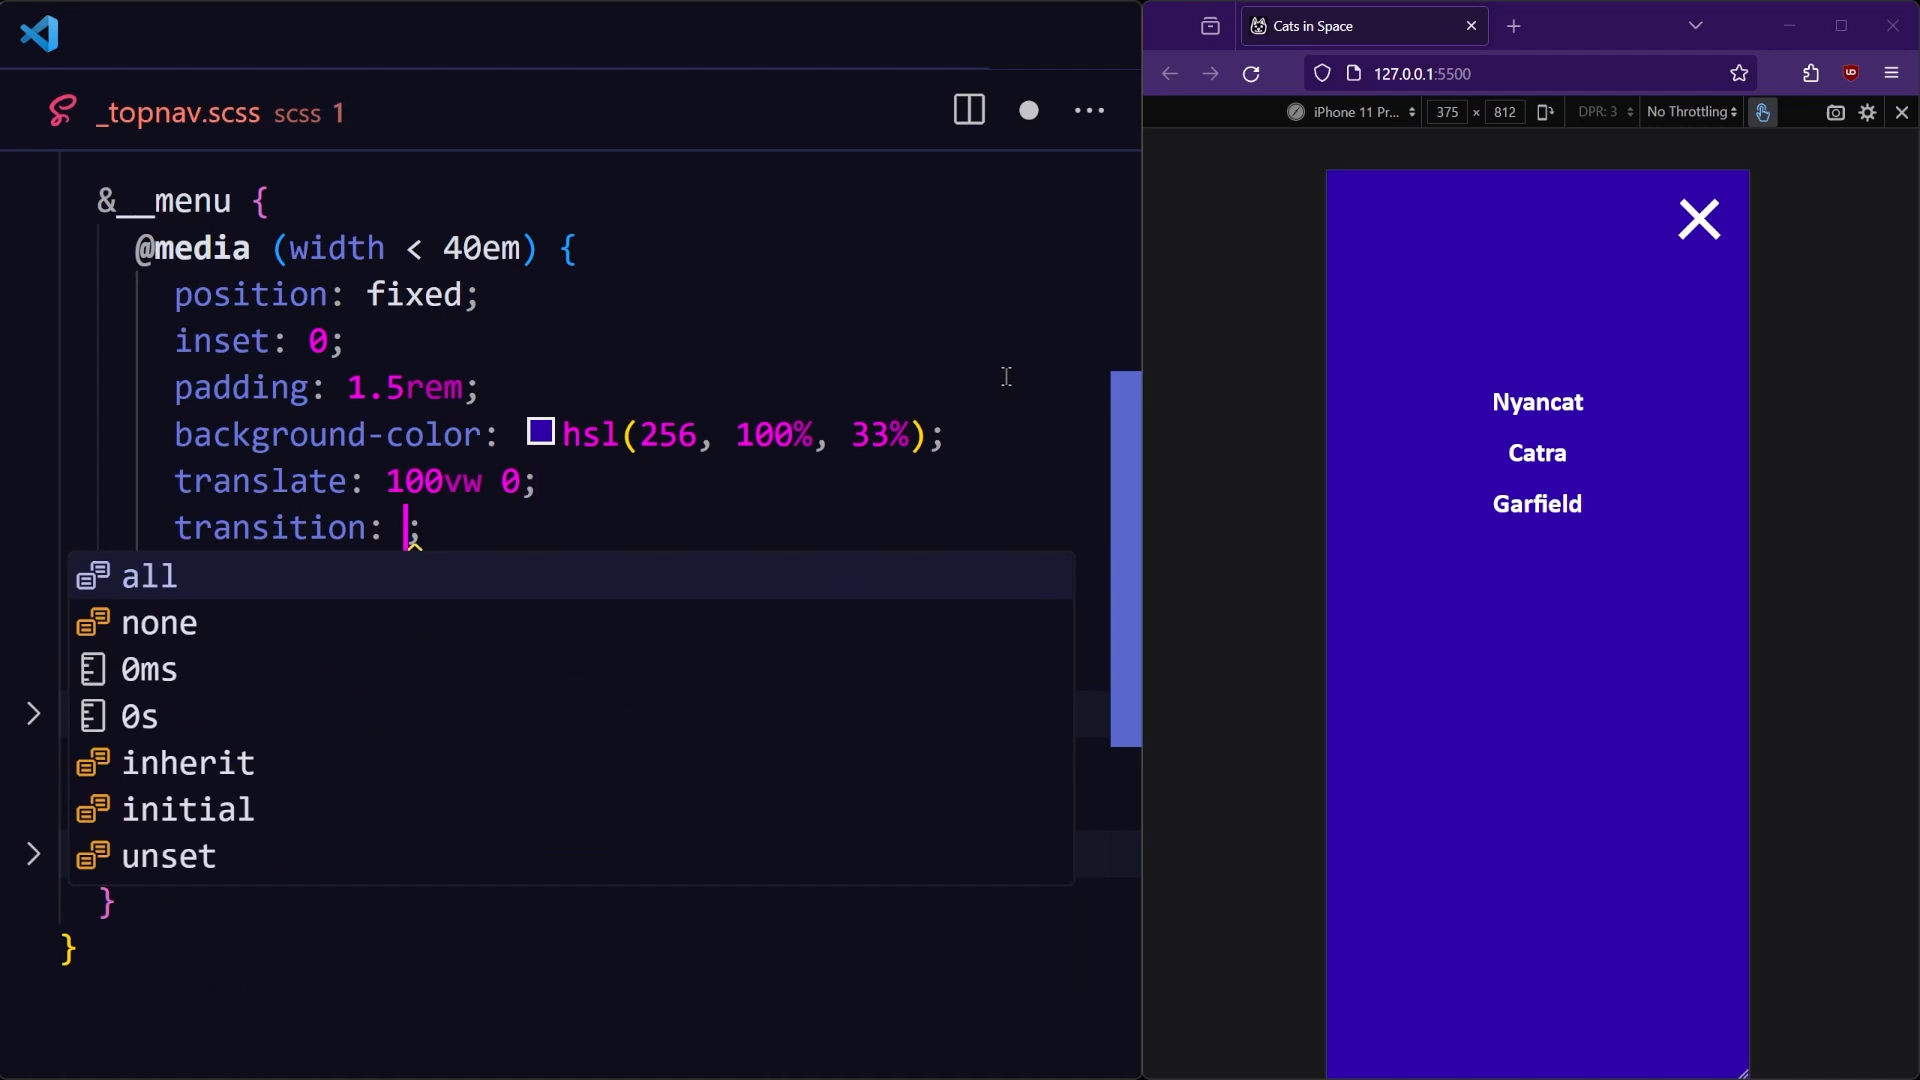 _topnav.scss scss 1
&__menu {
@media (width < 40em) {
position: fixed;
inset: 0;
padding: 1.5rem;
background-color: hsl(256, 100%, 33%);
translate: 100vw 0;
transition: ;
all
none
0ms
0s
inherit
initial
unset
}
}
Cats in Space
127.0.0.1:5500
iPhone 11 Pr... 375 × 812 DPR: 3 No Throttling
Nyancat
Catra
Garfield